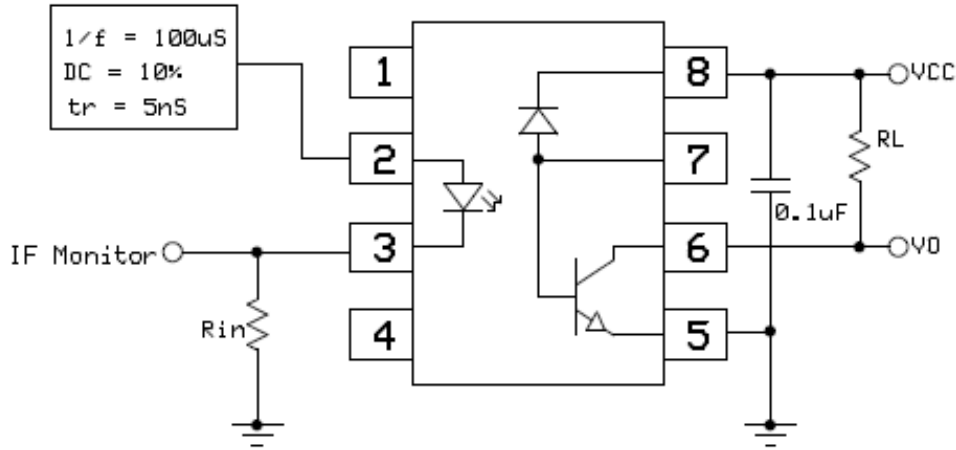 1/f = 100uS
DC = 10%
tr = 5nS
1
2
3
4
8
7
6
5
VCC
RL
0.1uF
VO
IF Monitor
Rin